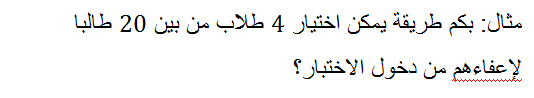 مثال: بكم طريقة يمكن اختيار 4 طلاب من بين 20 طالبا
لإعفاءهم من دخول الاختبار؟